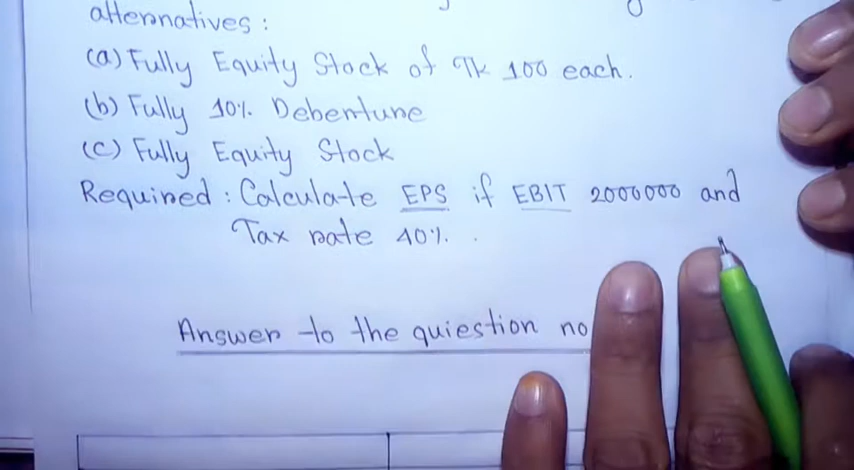 alternatives :
(a) Fully Equity Stock of Tk 100 each.
(b) Fully 10% Debenture
(c) Fully Equity Stock
Required : Calculate EPS if EBIT 2000000 and
Tax rate 40%.
Answer to the quiestion no